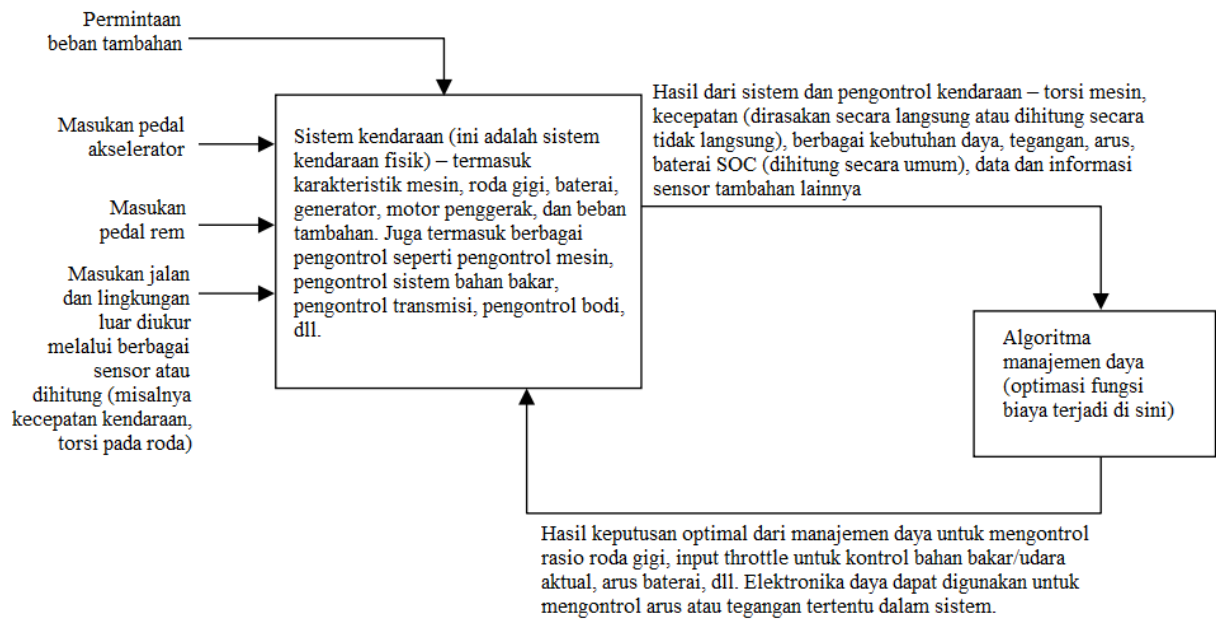 Permintaan
beban tambahan
Masukan pedal
akselerator
Masukan
pedal rem
Masukan jalan
dan lingkungan
luar diukur
melalui berbagai
sensor atau
dihitung (misalnya
kecepatan kendaraan,
torsi pada roda)
Sistem kendaraan (ini adalah sistem
kendaraan fisik) – termasuk
karakteristik mesin, roda gigi, baterai,
generator, motor penggerak, dan beban
tambahan. Juga termasuk berbagai
pengontrol seperti pengontrol mesin,
pengontrol sistem bahan bakar,
pengontrol transmisi, pengontrol bodi,
dll.
Hasil dari sistem dan pengontrol kendaraan – torsi mesin,
kecepatan (dirasakan secara langsung atau dihitung secara
tidak langsung), berbagai kebutuhan daya, tegangan, arus,
baterai SOC (dihitung secara umum), data dan informasi
sensor tambahan lainnya
Algoritma
manajemen daya
(optimasi fungsi
biaya terjadi di sini)
Hasil keputusan optimal dari manajemen daya untuk mengontrol
rasio roda gigi, input throttle untuk kontrol bahan bakar/udara
aktual, arus baterai, dll. Elektronika daya dapat digunakan untuk
mengontrol arus atau tegangan tertentu dalam sistem.